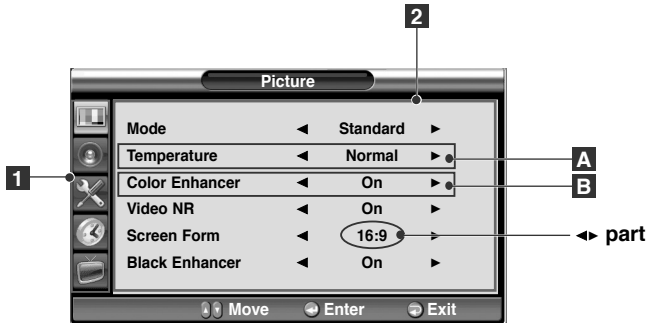 2
Picture
Mode ◄ Standard ►
Temperature ◄ Normal ► A
1
Color Enhancer ◄ On ► B
Video NR ◄ On ►
Screen Form ◄ 16:9 ► ◄► part
Black Enhancer ◄ On ►
Move Enter Exit